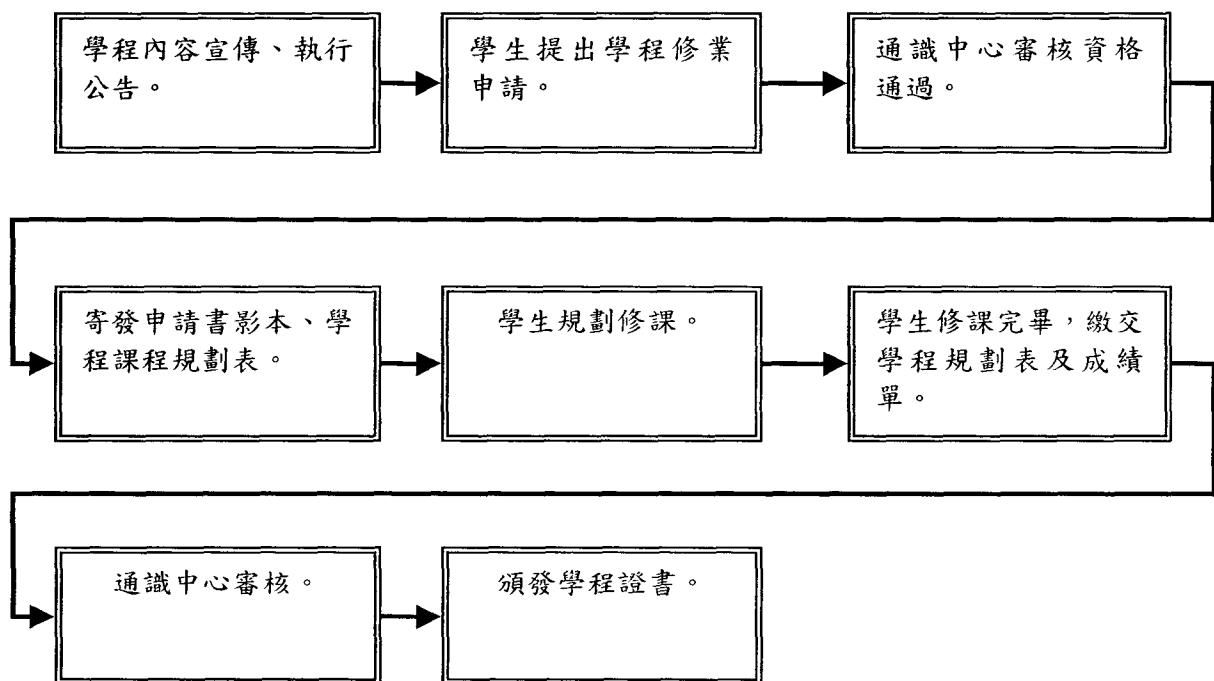 學程內容宣傳、執行
公告。
學生提出學程修業
申請。
通識中心審核資格
通過。
寄發申請書影本、學
程課程規劃表。
學生規劃修課。
學生修課完畢，繳交
學程規劃表及成績
單。
通識中心審核。
頒發學程證書。